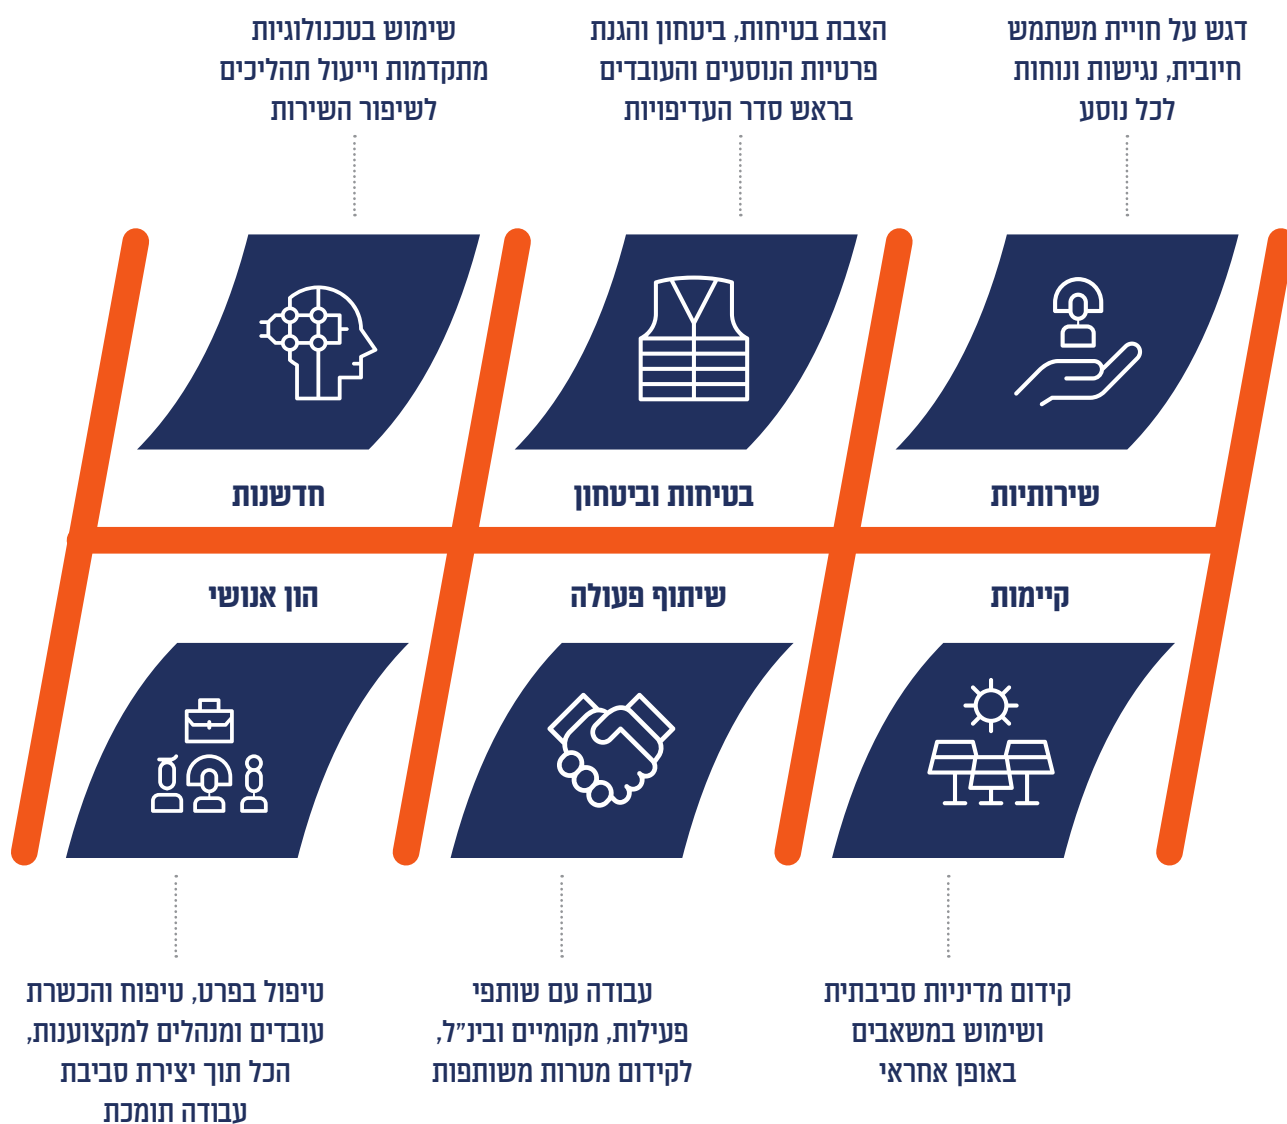 דגש על חויית משתמש
חיובית, נגישות ונוחות
לכל נוסע
הצבת בטיחות, ביטחון והגנת
פרטיות הנוסעים והעובדים
בראש סדר העדיפויות
שימוש בטכנולוגיות
מתקדמות וייעול תהליכים
לשיפור השירות
שירותיות
בטיחות וביטחון
חדשנות
קיימות
שיתוף פעולה
הון אנושי
קידום מדיניות סביבתית
ושימוש במשאבים
באופן אחראי
עבודה עם שותפי
פעילות, מקומיים ובינ״ל,
לקידום מטרות משותפות
טיפול בפרט, טיפוח והכשרת
עובדים ומנהלים למקצוענות,
הכל תוך יצירת סביבת
עבודה תומכת